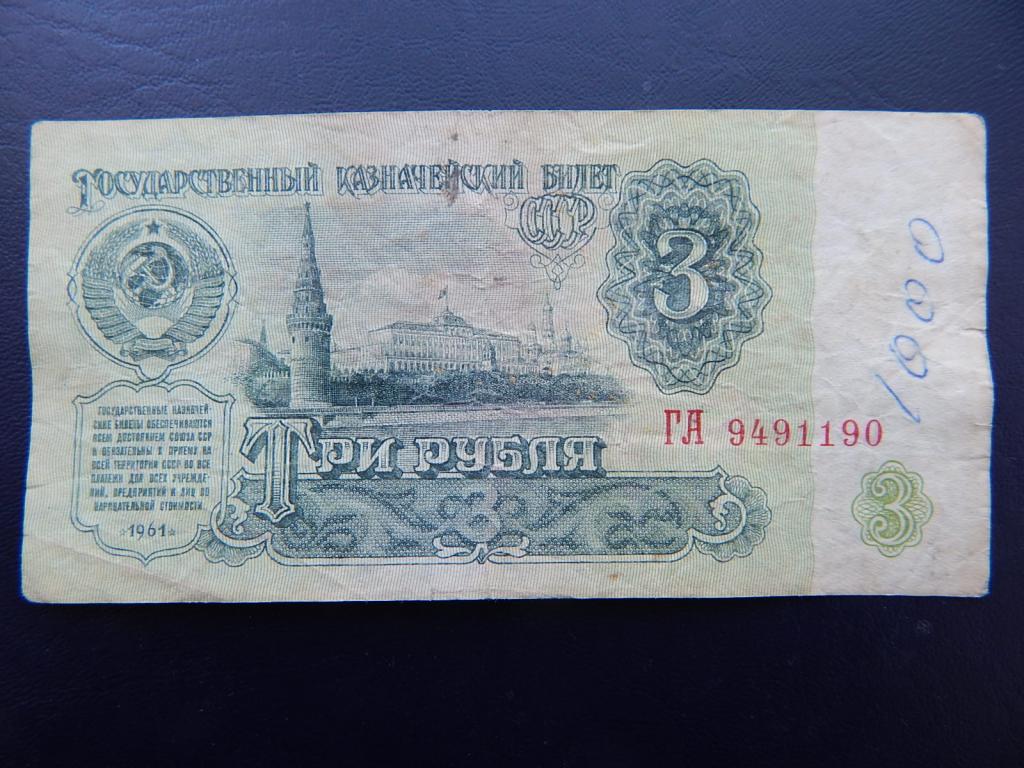 Государственный казначейский билет
СССР
3
1000
Государственные казначей-
ские билеты обеспечиваются
всем достоянием Союза ССР
и обязательны к приему на
всей территории СССР во все
платежи для всех учрежде-
ний, предприятий и лиц по
нарицательной стоимости.
1961
Три рубля
ГА 9491190
3
3